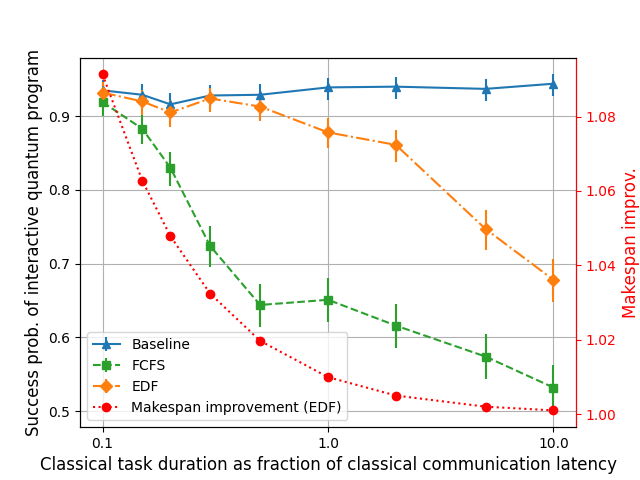 Success prob. of interactive quantum program
0.9
0.8
0.7
0.6
0.5
1.08
1.06
1.04
1.02
1.00
Makespan improv.
Baseline
FCFS
EDF
Makespan improvement (EDF)
0.1
1.0
10.0
Classical task duration as fraction of classical communication latency